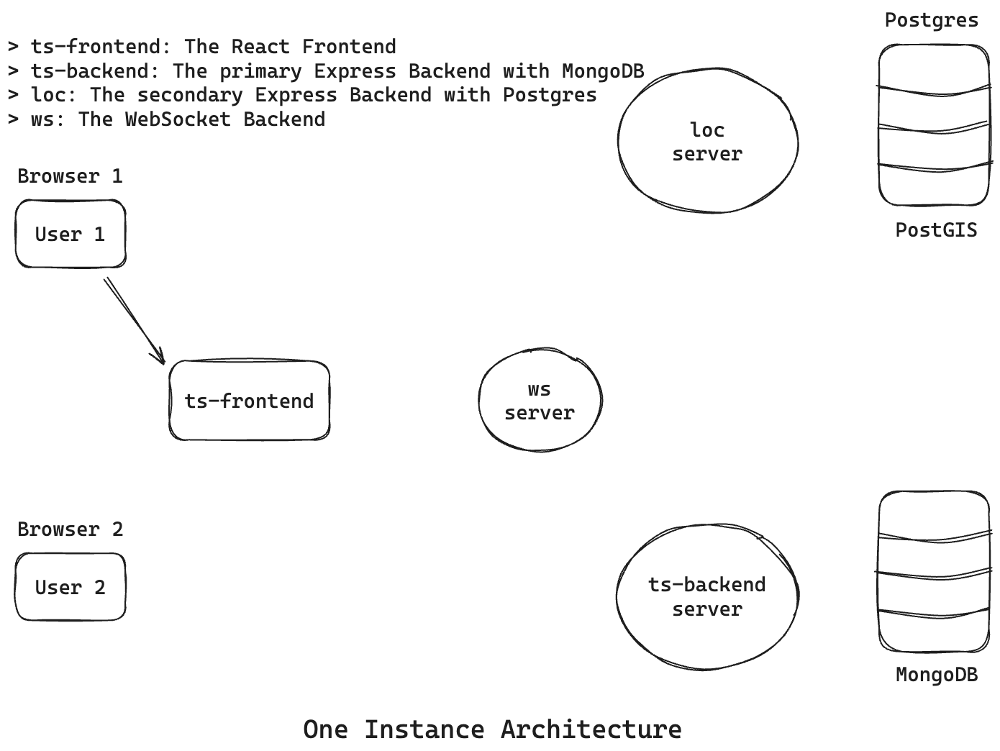 Postgres
> ts-frontend: The React Frontend
> ts-backend: The primary Express Backend with MongoDB
> loc: The secondary Express Backend with Postgres
> ws: The WebSocket Backend
loc
server
Browser 1
User 1
PostGIS
ts-frontend
ws
server
Browser 2
User 2
ts-backend
server
MongoDB
One Instance Architecture